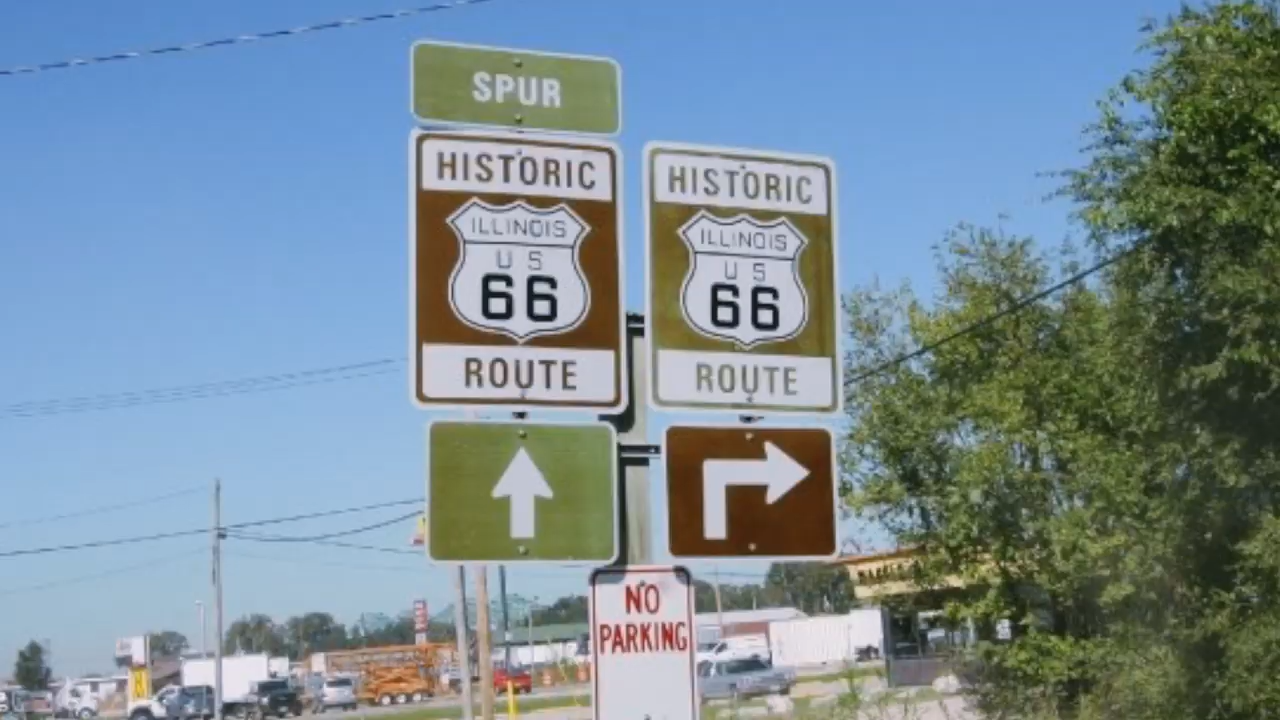 SPUR
HISTORIC
ILLINOIS
U S
66
ROUTE
HISTORIC
ILLINOIS
U S
66
ROUTE
NO
PARKING